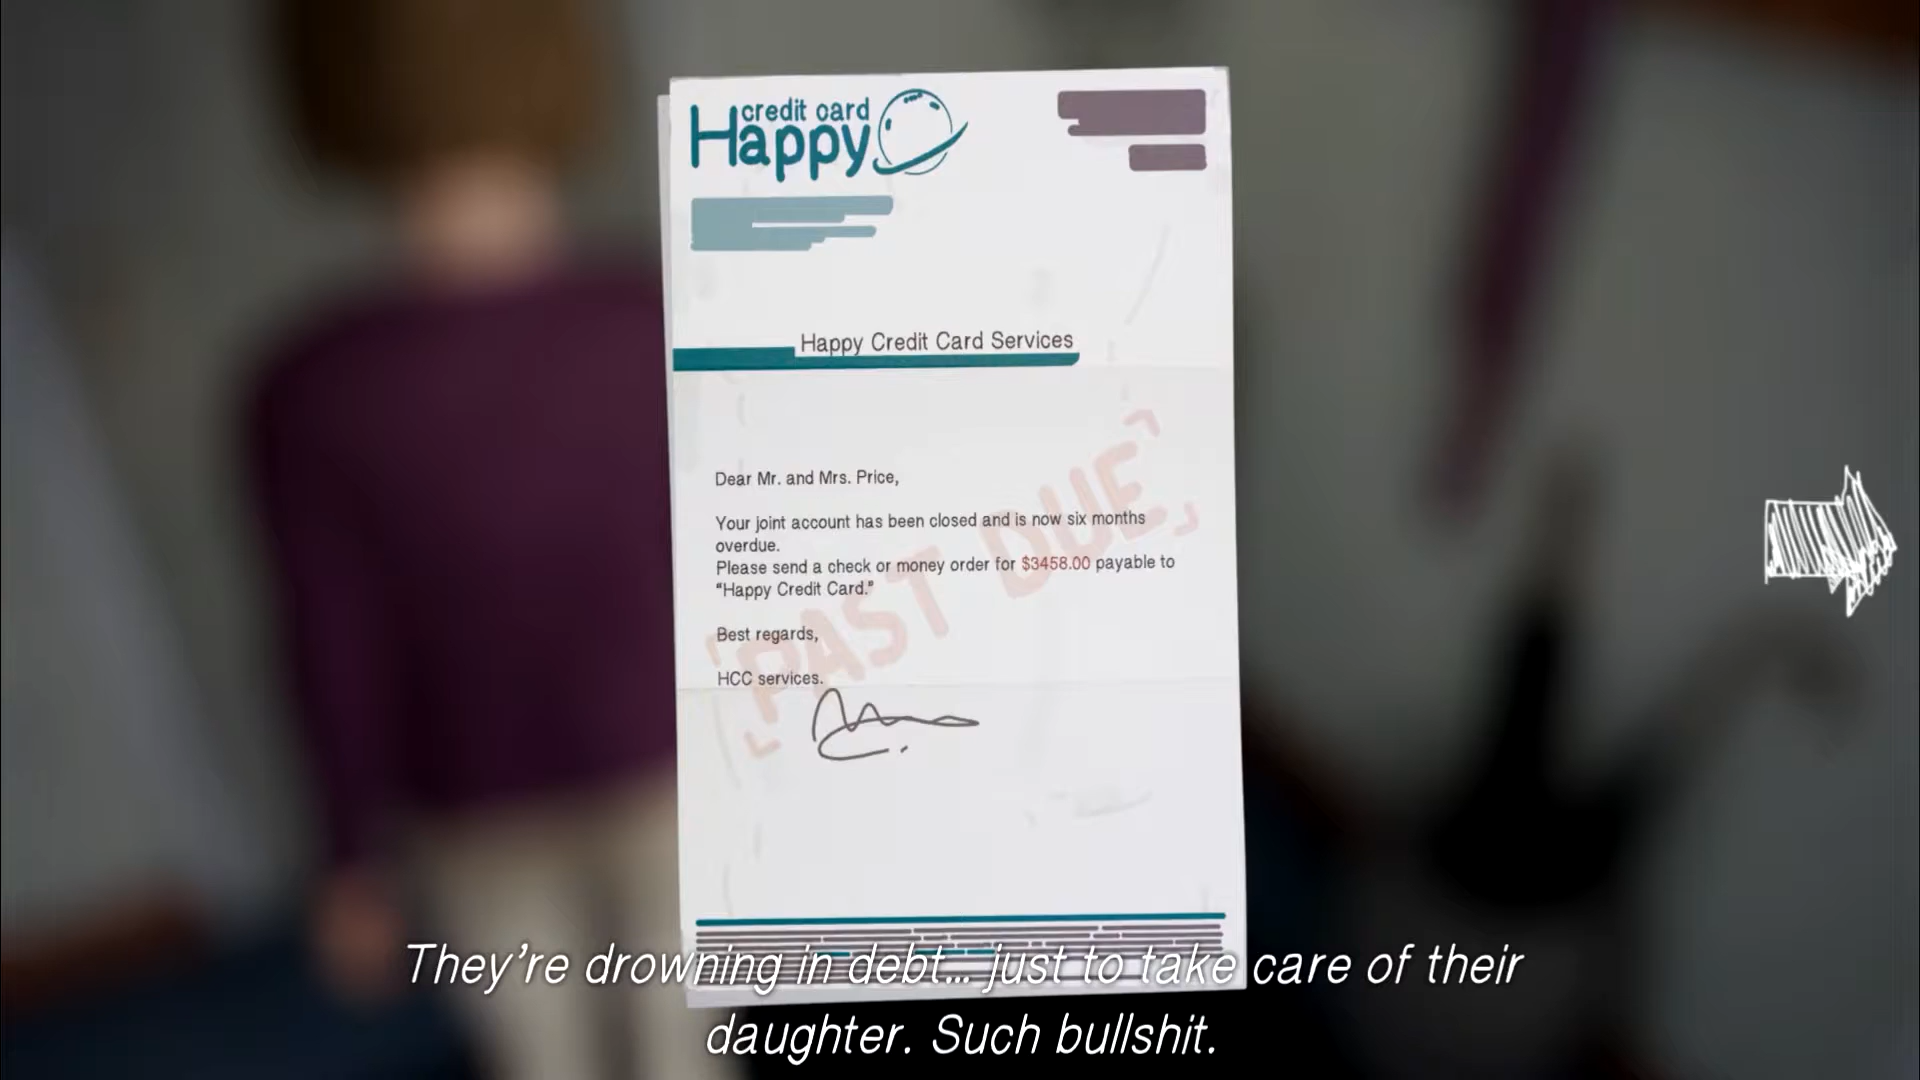 credit card
Happy
Happy Credit Card Services
Dear Mr. and Mrs. Price,
Your joint account has been closed and is now six months
overdue.
Please send a check or money order for $3458.00 payable to
“Happy Credit Card.”
Best regards,
HCC services.
PAST DUE
They’re drowning in debt... just to take care of their
daughter. Such bullshit.